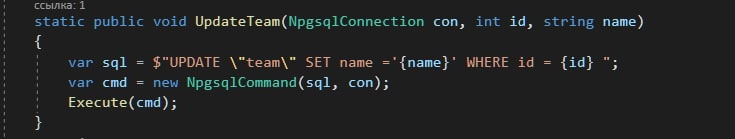 ссылка: 1
static public void UpdateTeam(NpgsqlConnection con, int id, string name)
{
var sql = $"UPDATE \"team\" SET name ='{name}' WHERE id = {id} ";
var cmd = new NpgsqlCommand(sql, con);
Execute(cmd);
}